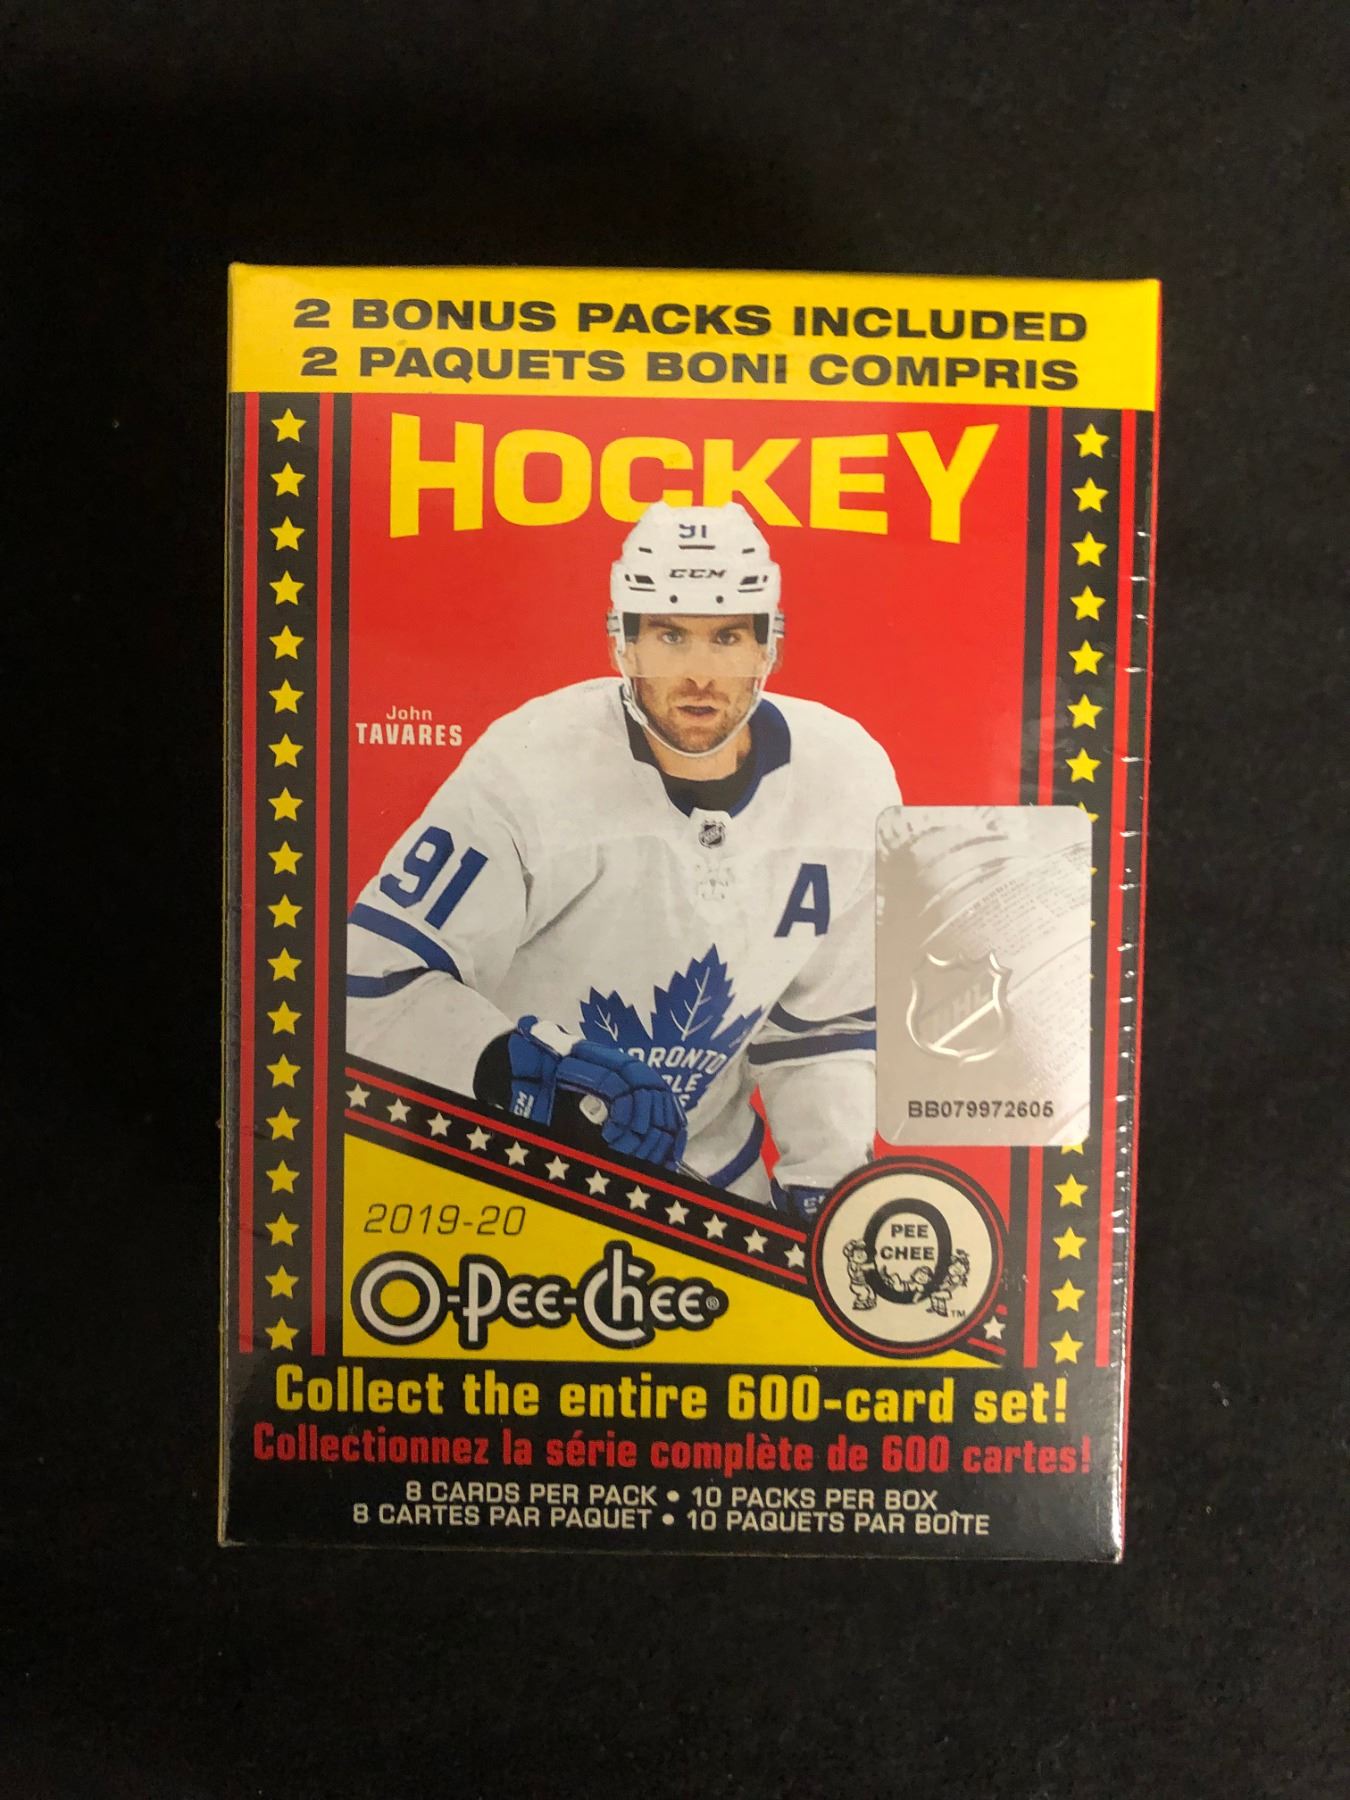 2 BONUS PACKS INCLUDED
2 PAQUETS BONI COMPRIS
HOCKEY
91
CCM
John
TAVARES
91
A
TORONTO
NHL
BB079972605
2019-20
O-Pee-Chee®
PEE
CHEE
TM
Collect the entire 600-card set!
Collectionnez la série complète de 600 cartes!
8 CARDS PER PACK • 10 PACKS PER BOX
8 CARTES PAR PAQUET • 10 PAQUETS PAR BOÎTE